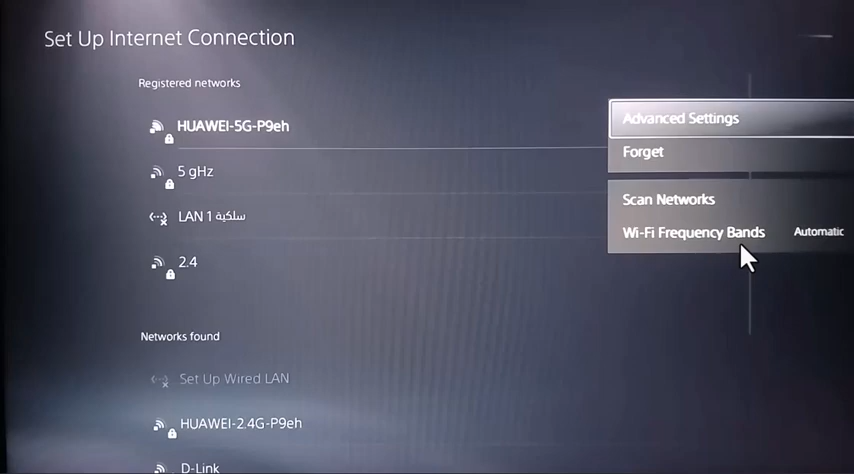 Set Up Internet Connection
Registered networks
HUAWEI-5G-P9eh
5 gHz
LAN 1 سلكية
2.4
Networks found
Set Up Wired LAN
HUAWEI-2.4G-P9eh
D-Link
Advanced Settings
Forget
Scan Networks
Wi-Fi Frequency Bands Automatic